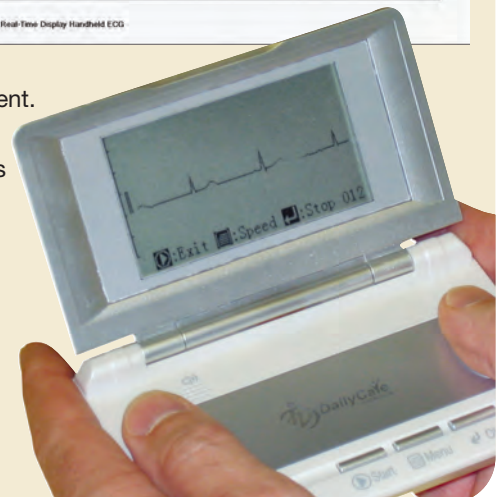 Real-Time Display Handheld ECG
ent.
s
:Exit :Speed :Stop 012
DailyCare
Start Menu